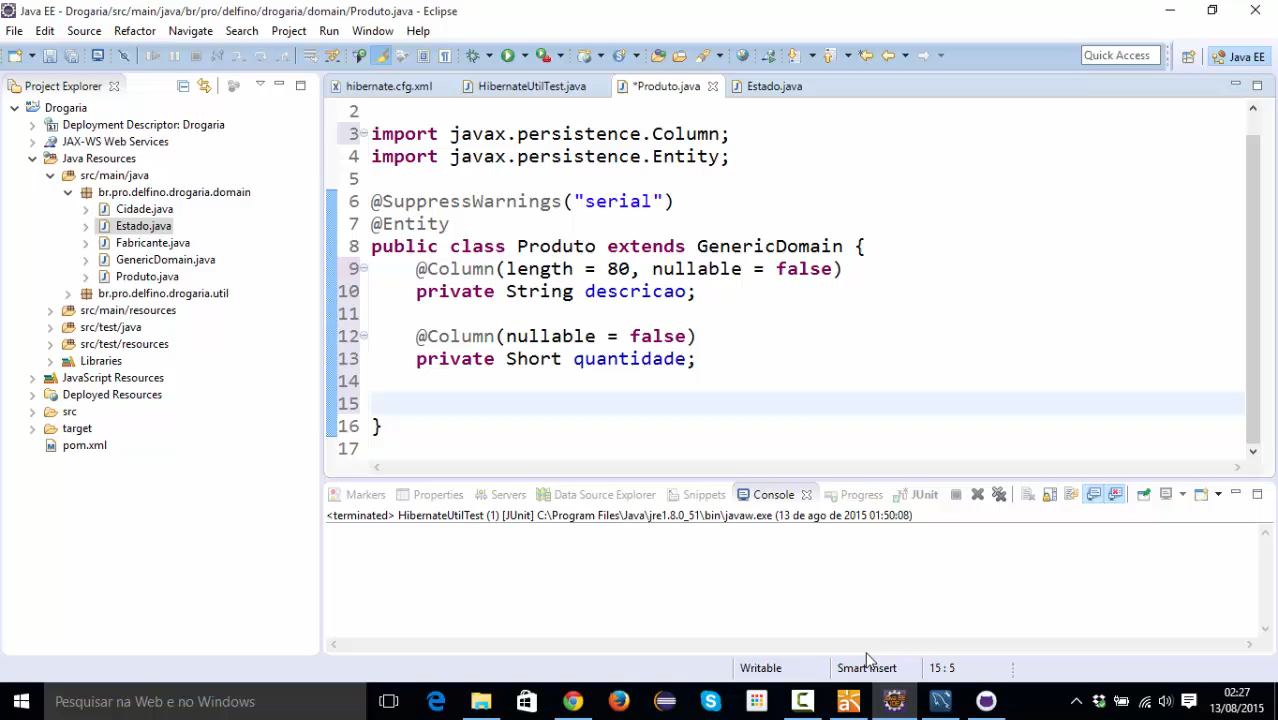 Java EE - Drogaria/src/main/java/br/pro/delfino/drogaria/domain/Produto.java - Eclipse
File Edit Source Refactor Navigate Search Project Run Window Help
Quick Access
Java EE
Project Explorer
hibernate.cfg.xml
HibernateUtilTest.java
*Produto.java
Estado.java
Drogaria
Deployment Descriptor: Drogaria
JAX-WS Web Services
Java Resources
src/main/java
br.pro.delfino.drogaria.domain
Cidade.java
Estado.java
Fabricante.java
GenericDomain.java
Produto.java
br.pro.delfino.drogaria.util
src/main/resources
src/test/java
src/test/resources
Libraries
JavaScript Resources
Deployed Resources
src
target
pom.xml
2
3 import javax.persistence.Column;
4 import javax.persistence.Entity;
5
6 @SuppressWarnings("serial")
7 @Entity
8 public class Produto extends GenericDomain {
9 @Column(length = 80, nullable = false)
10 private String descricao;
11
12 @Column(nullable = false)
13 private Short quantidade;
14
15
16 }
17
Markers Properties Servers Data Source Explorer Snippets Console Progress JUnit
<terminated> HibernateUtilTest (1) [JUnit] C:\Program Files\Java\jre1.8.0_51\bin\javaw.exe (13 de ago de 2015 01:50:08)
Writable Smart Insert 15 : 5
Pesquisar na Web e no Windows
02:27
13/08/2015